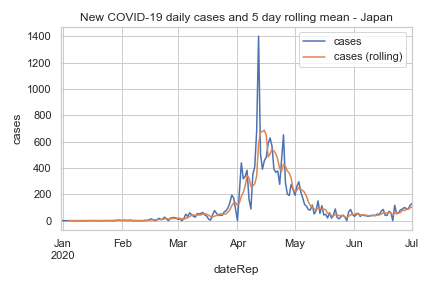 New COVID-19 daily cases and 5 day rolling mean - Japan
1400
1200
1000
800
600
400
200
0
cases
cases
cases (rolling)
Jan
2020
Feb
Mar
Apr
May
Jun
Jul
dateRep